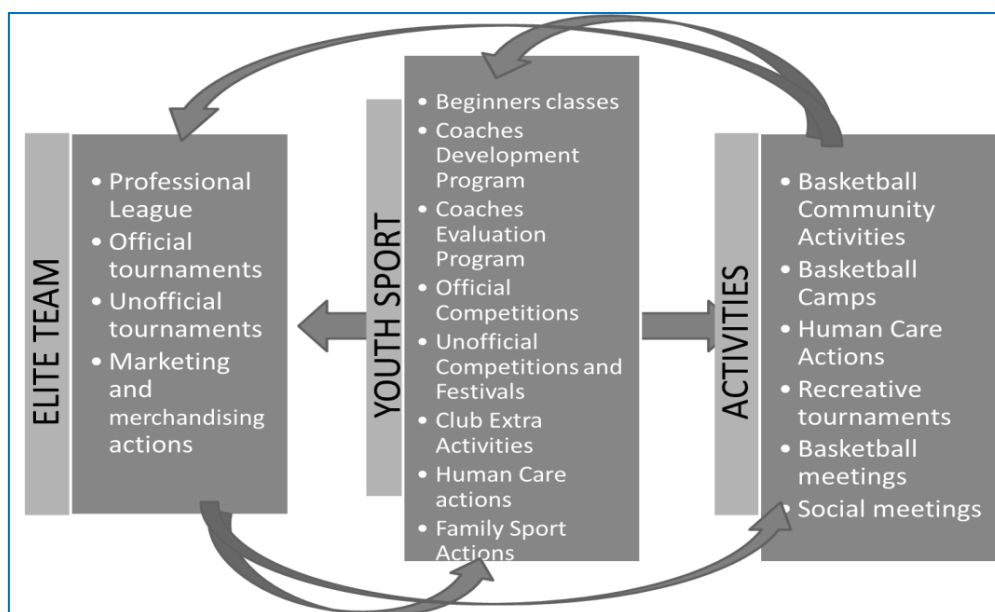 ELITE TEAM
• Professional
League
• Official
tournaments
• Unofficial
tournaments
• Marketing
and
merchandising
actions
YOUTH SPORT
• Beginners classes
• Coaches
Development
Program
• Coaches
Evaluation
Program
• Official
Competitions
• Unofficial
Competitions and
Festivals
• Club Extra
Activities
• Human Care
actions
• Family Sport
Actions
ACTIVITIES
• Basketball
Community
Activities
• Basketball
Camps
• Human Care
Actions
• Recreative
tournaments
• Basketball
meetings
• Social meetings